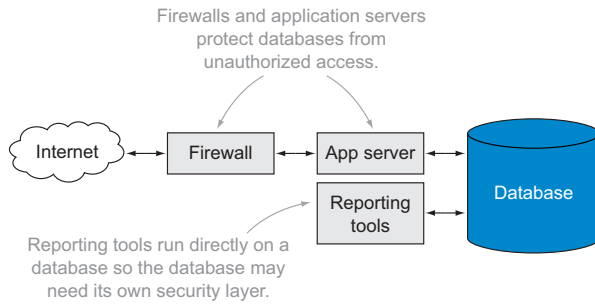 Firewalls and application servers
protect databases from
unauthorized access.
Internet
Firewall
App server
Database
Reporting
tools
Reporting tools run directly on a
database so the database may
need its own security layer.